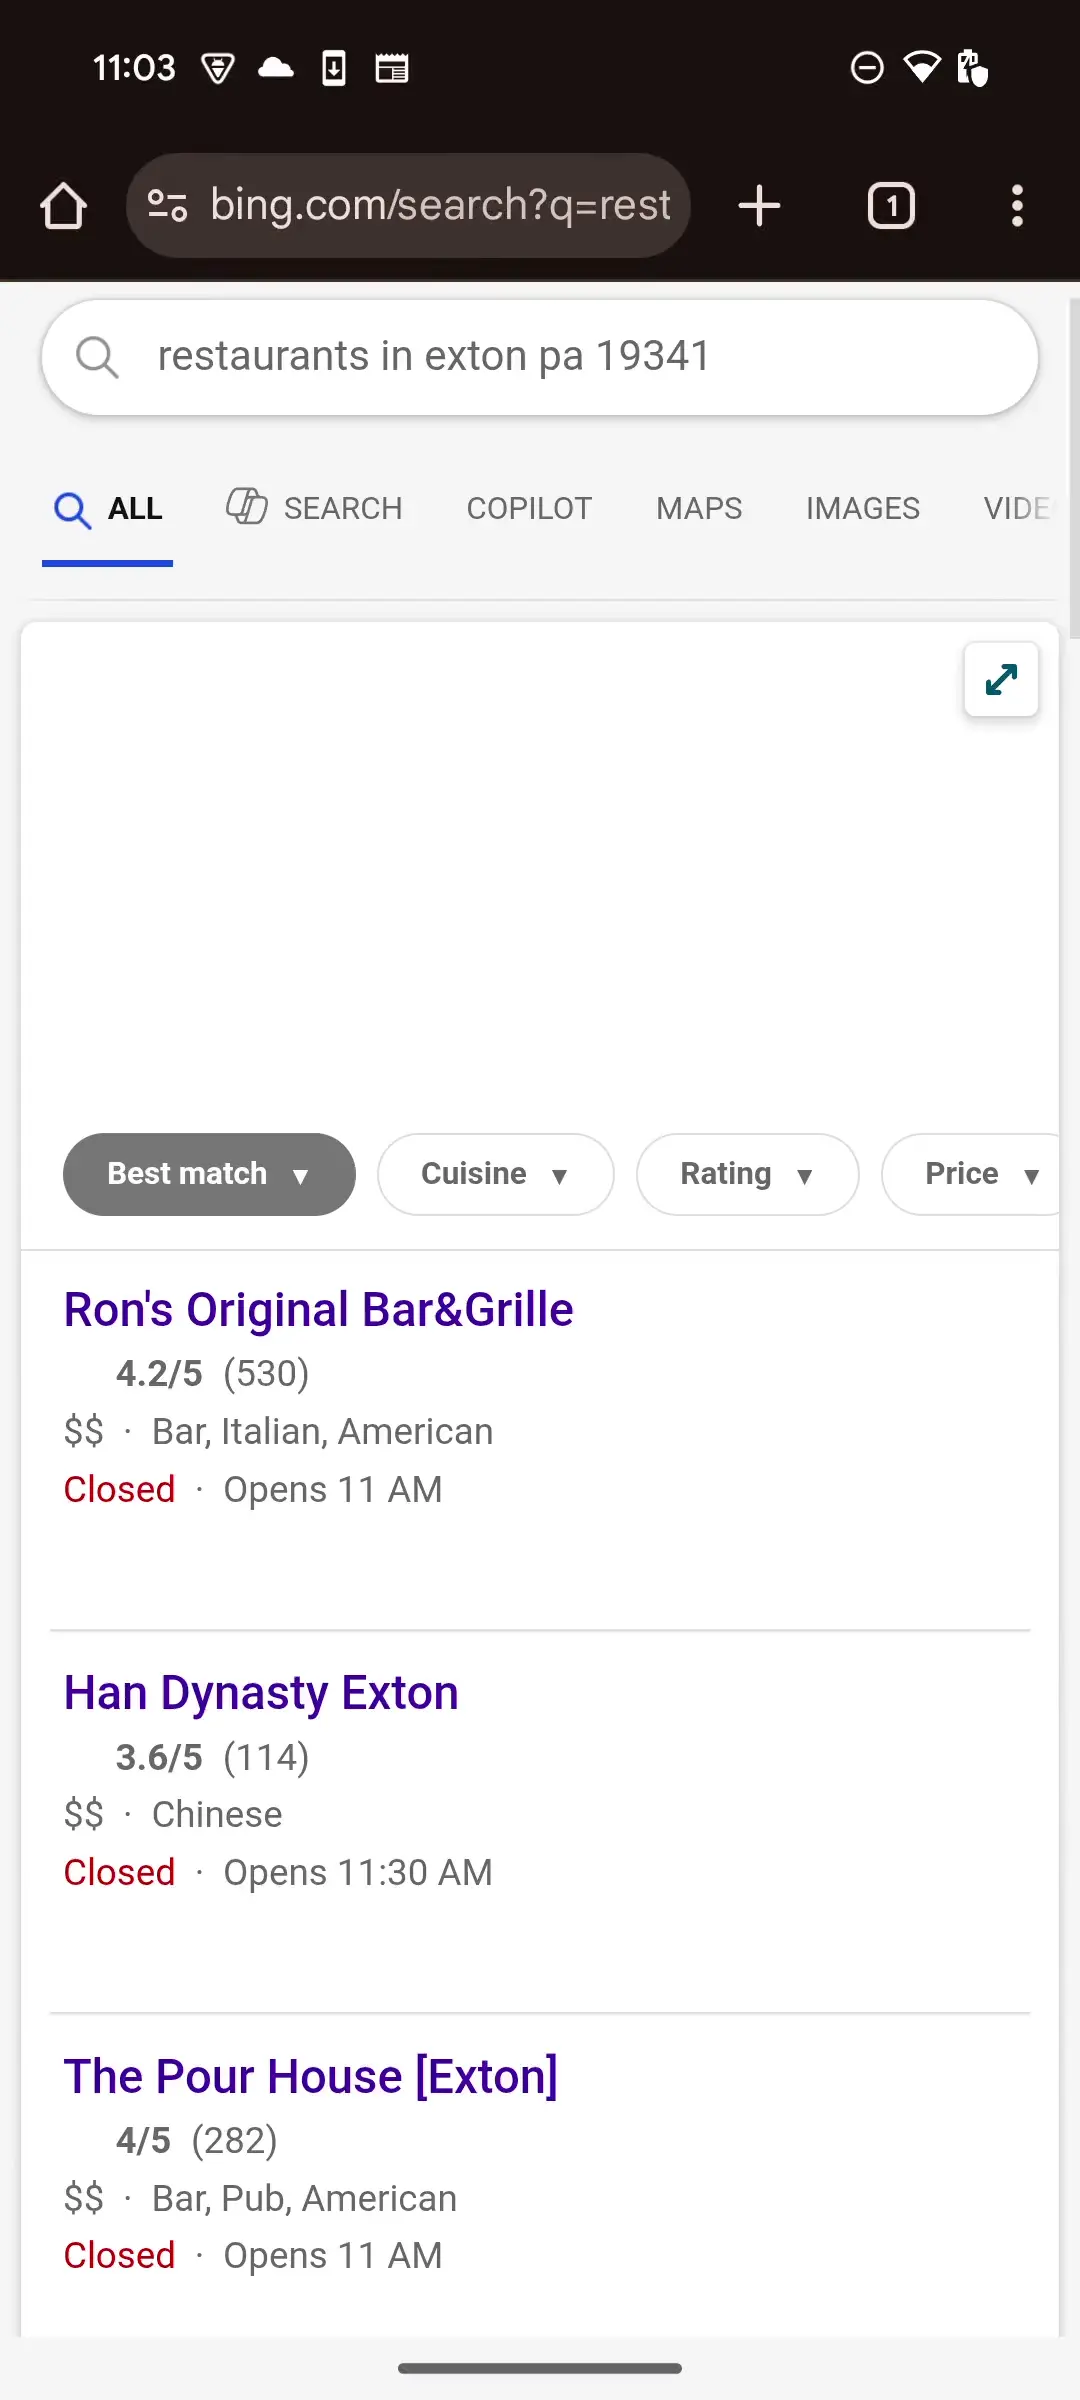 11:03
bing.com/search?q=rest
1
restaurants in exton pa 19341
ALL SEARCH COPILOT MAPS IMAGES VIDE
Best match ▼ Cuisine ▼ Rating ▼ Price ▼
Ron's Original Bar&Grille
4.2/5 (530)
$$ · Bar, Italian, American
Closed · Opens 11 AM
Han Dynasty Exton
3.6/5 (114)
$$ · Chinese
Closed · Opens 11:30 AM
The Pour House [Exton]
4/5 (282)
$$ · Bar, Pub, American
Closed · Opens 11 AM